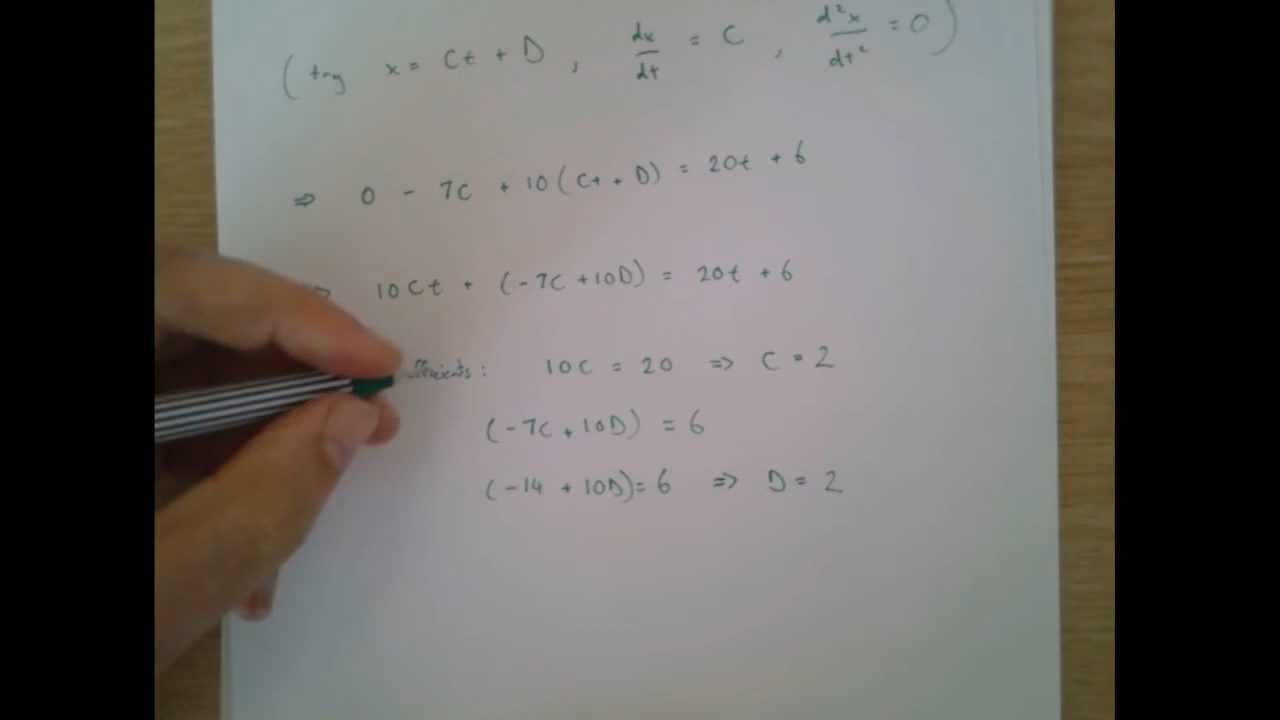 ( try x = Ct + D , dx/dt = C , d²x/dt² = 0 )
⇒ 0 - 7C + 10(Ct + D) = 20t + 6
⇒ 10Ct + (-7C + 10D) = 20t + 6
: 10C = 20 ⇒ C = 2
(-7C + 10D) = 6
(-14 + 10D) = 6 ⇒ D = 2